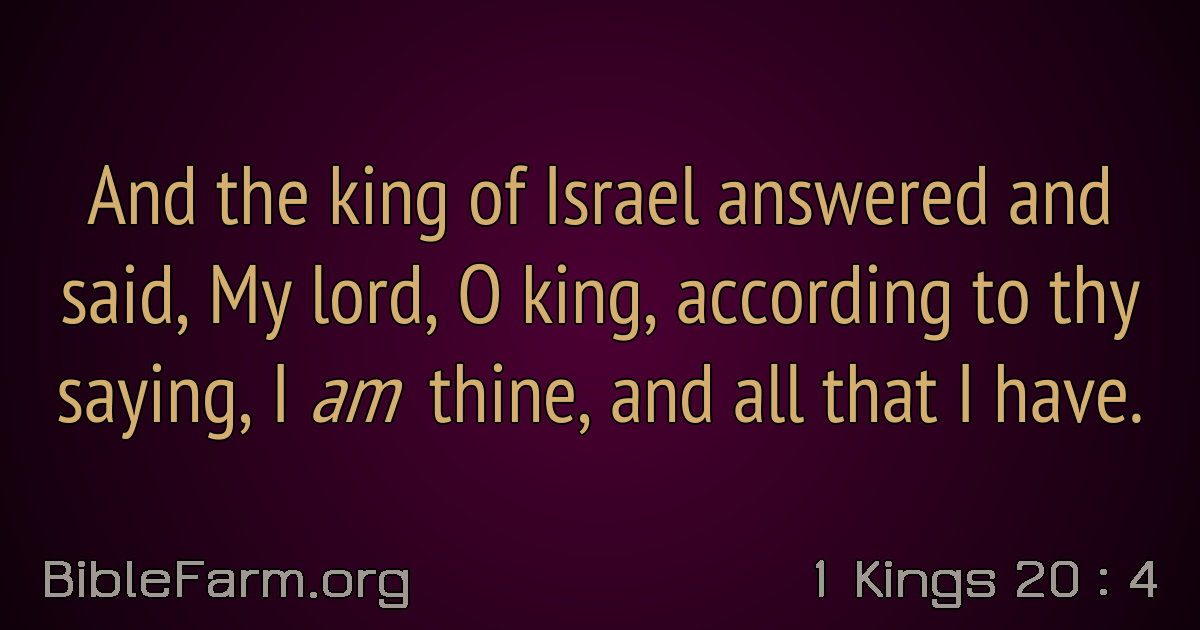 And the king of Israel answered and
said, My lord, O king, according to thy
saying, I am thine, and all that I have.
BibleFarm.org
1 Kings 20 : 4